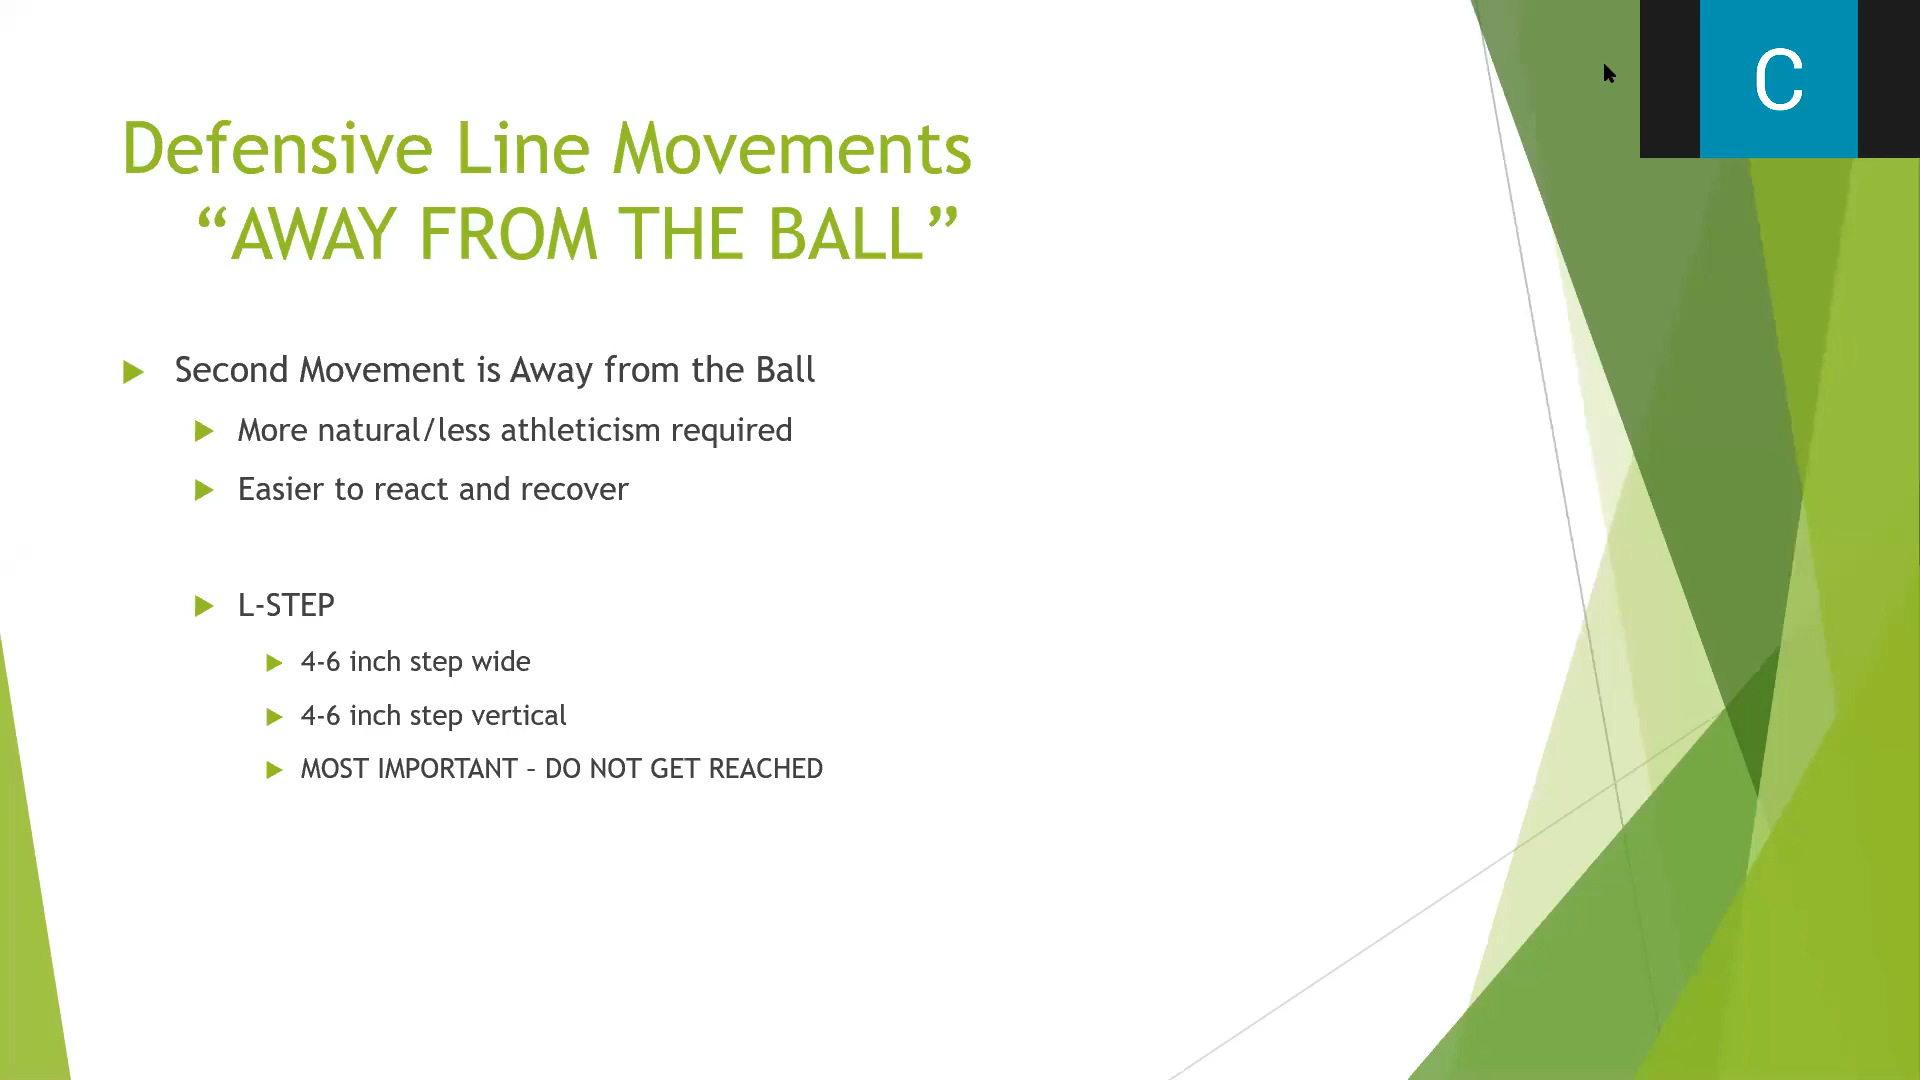 C
Defensive Line Movements
“AWAY FROM THE BALL”
Second Movement is Away from the Ball
More natural/less athleticism required
Easier to react and recover
L-STEP
4-6 inch step wide
4-6 inch step vertical
MOST IMPORTANT – DO NOT GET REACHED